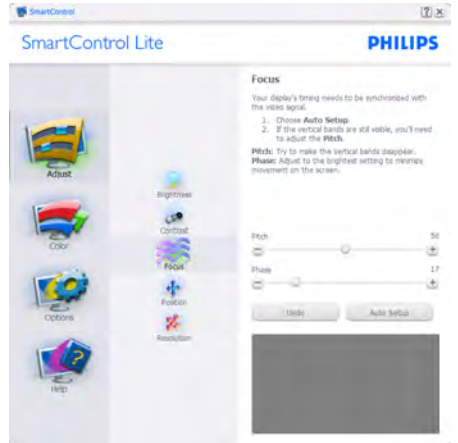 SmartControl
SmartControl Lite
PHILIPS
Adjust
Color
Options
Help
Brightness
Contrast
Focus
Position
Resolution
Focus
Your display's timing needs to be synchronized with
the video signal.
1. Choose Auto Setup.
2. If the vertical bands are still visible, you'll need
to adjust the Pitch.
Pitch: Try to make the vertical bands disappear.
Phase: Adjust to the brightest setting to minimize
movement on the screen.
Pitch 50
Phase 17
Undo Auto Setup